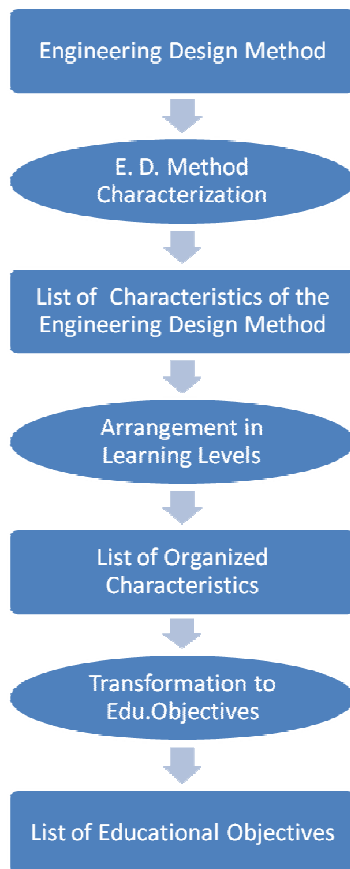 Engineering Design Method
E. D. Method
Characterization
List of Characteristics of the
Engineering Design Method
Arrangement in
Learning Levels
List of Organized
Characteristics
Transformation to
Edu.Objectives
List of Educational Objectives